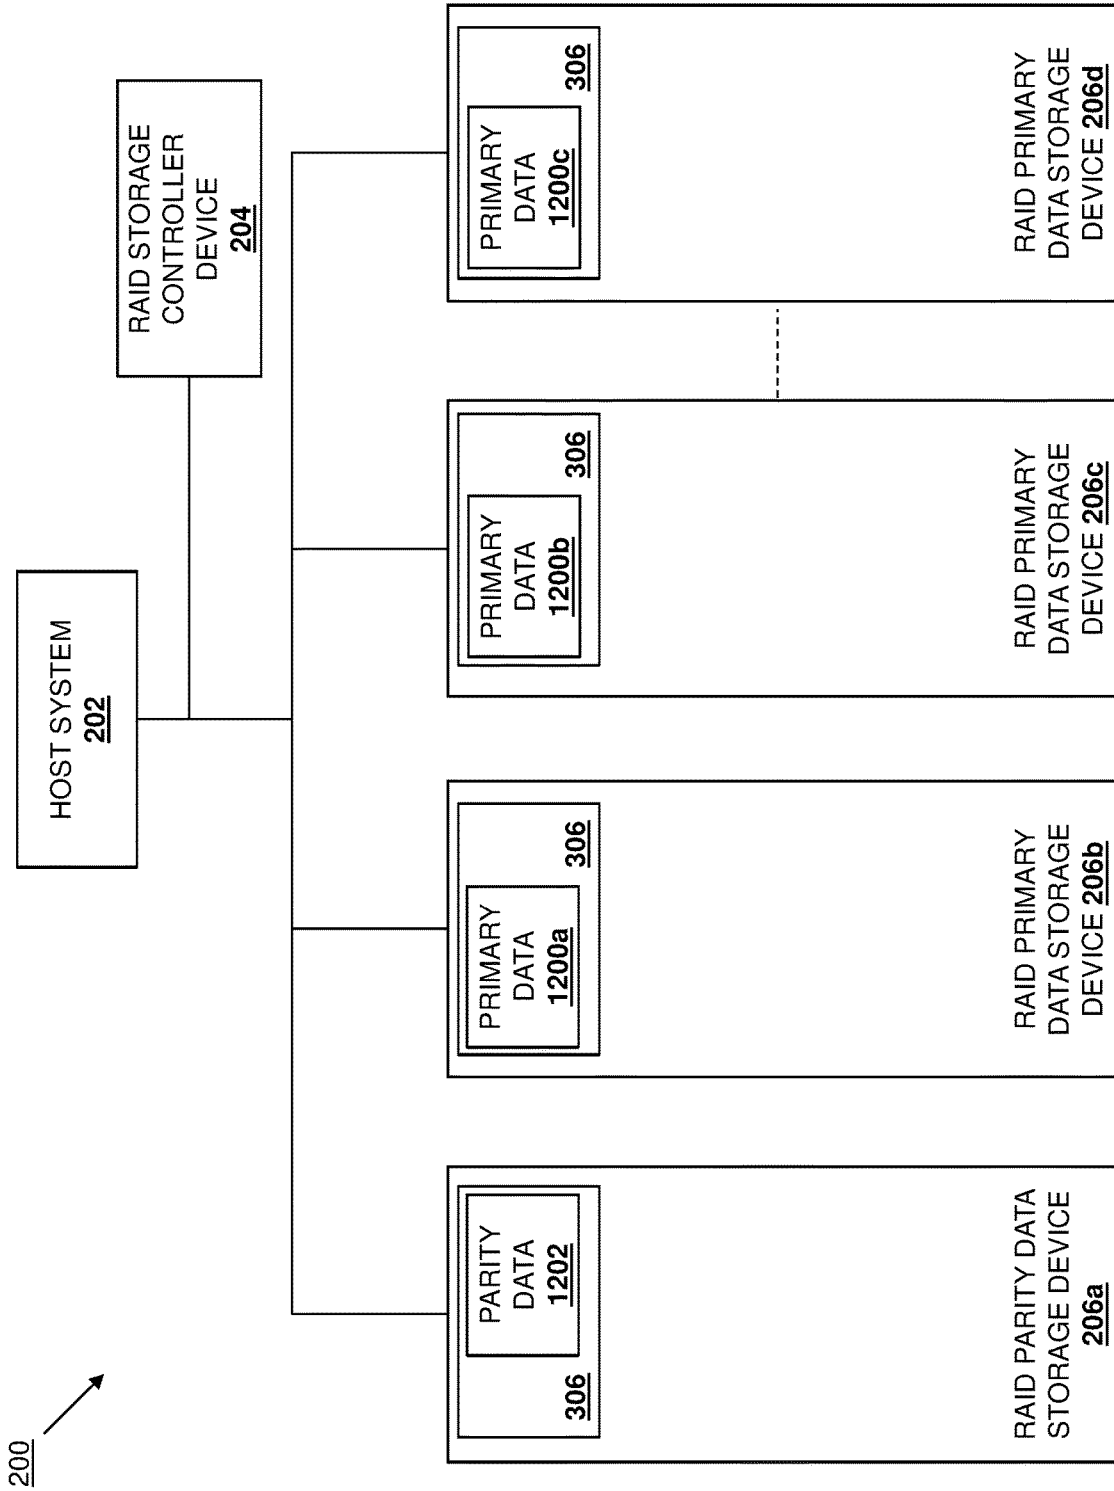 200
HOST SYSTEM
202
RAID STORAGE
CONTROLLER
DEVICE
204
306
PARITY
DATA
1202
RAID PARITY DATA
STORAGE DEVICE
206a
PRIMARY
DATA
1200a
306
RAID PRIMARY
DATA STORAGE
DEVICE 206b
PRIMARY
DATA
1200b
306
RAID PRIMARY
DATA STORAGE
DEVICE 206c
PRIMARY
DATA
1200c
306
RAID PRIMARY
DATA STORAGE
DEVICE 206d